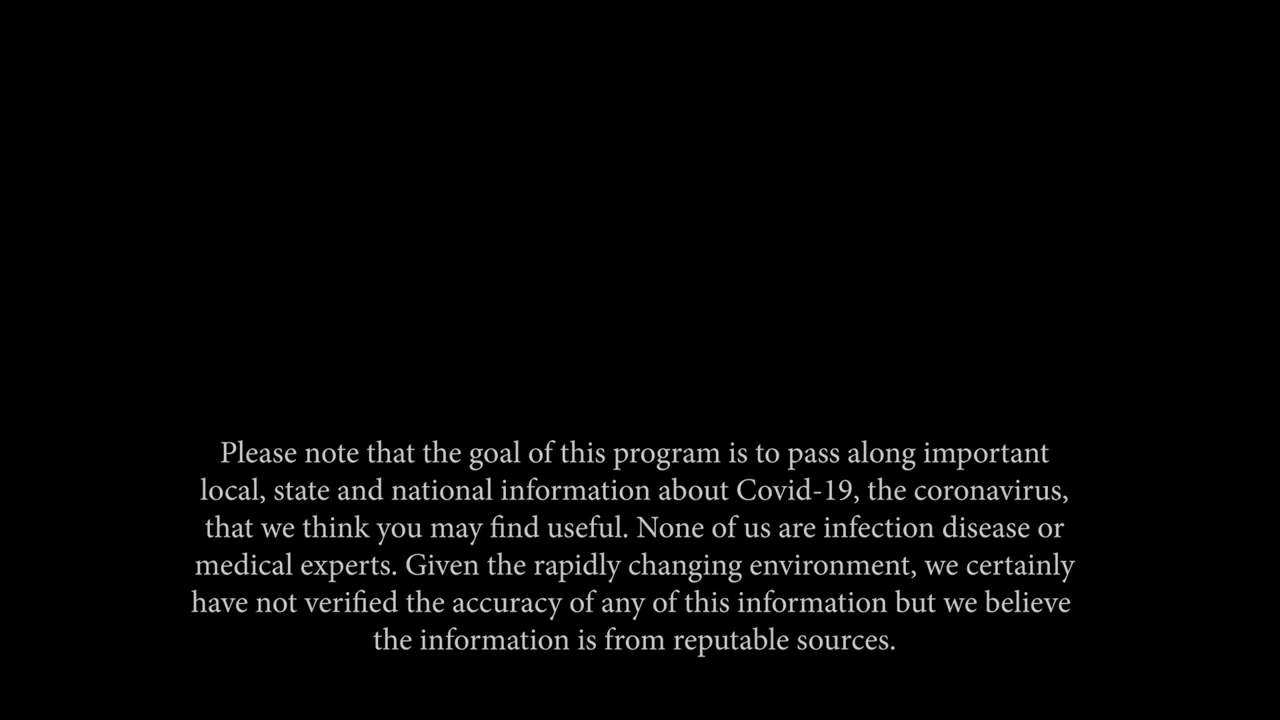 Please note that the goal of this program is to pass along important
local, state and national information about Covid-19, the coronavirus,
that we think you may find useful. None of us are infection disease or
medical experts. Given the rapidly changing environment, we certainly
have not verified the accuracy of any of this information but we believe
the information is from reputable sources.